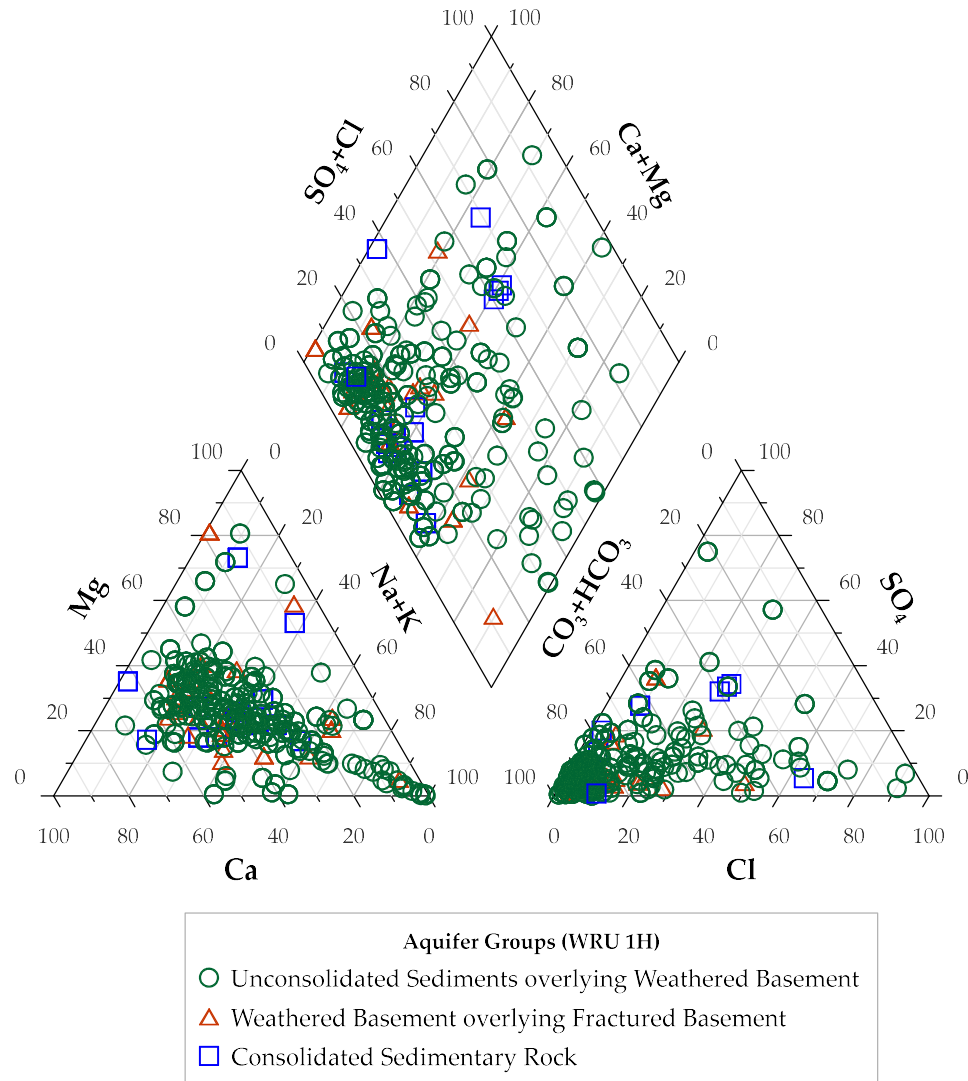 100 100
80 80
SO4+Cl Ca+Mg
60 60
40 40
20 20
0 0
100 0 0 100
80 20 20 80
Mg Na+K CO3+HCO3 SO4
60 40 40 60
40 60 60 40
20 80 80 20
0 100 100 0
100 80 60 40 20 0 0 20 40 60 80 100
Ca Cl
Aquifer Groups (WRU 1H)
Unconsolidated Sediments overlying Weathered Basement
Weathered Basement overlying Fractured Basement
Consolidated Sedimentary Rock